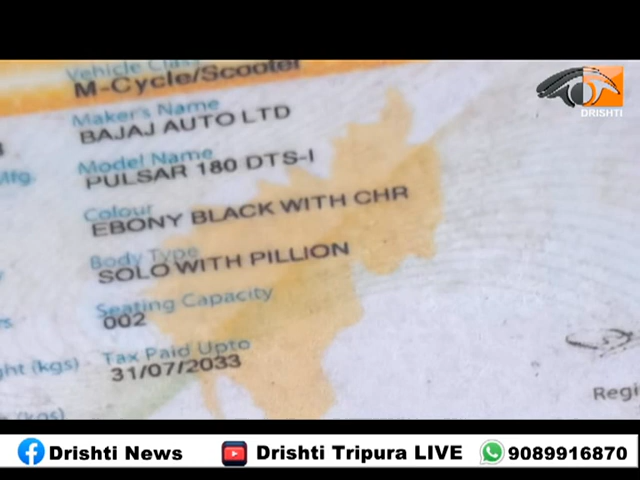 Vehicle Class
M-Cycle/Scooter
Maker's Name
BAJAJ AUTO LTD
Mfg.
Model Name
PULSAR 180 DTS-I
Colour
EBONY BLACK WITH CHR
Body Type
SOLO WITH PILLION
Seating Capacity
002
ght (kgs)
Tax Paid Upto
31/07/2033
(kgs)
Regi
DRISHTI
Drishti News
Drishti Tripura LIVE
9089916870